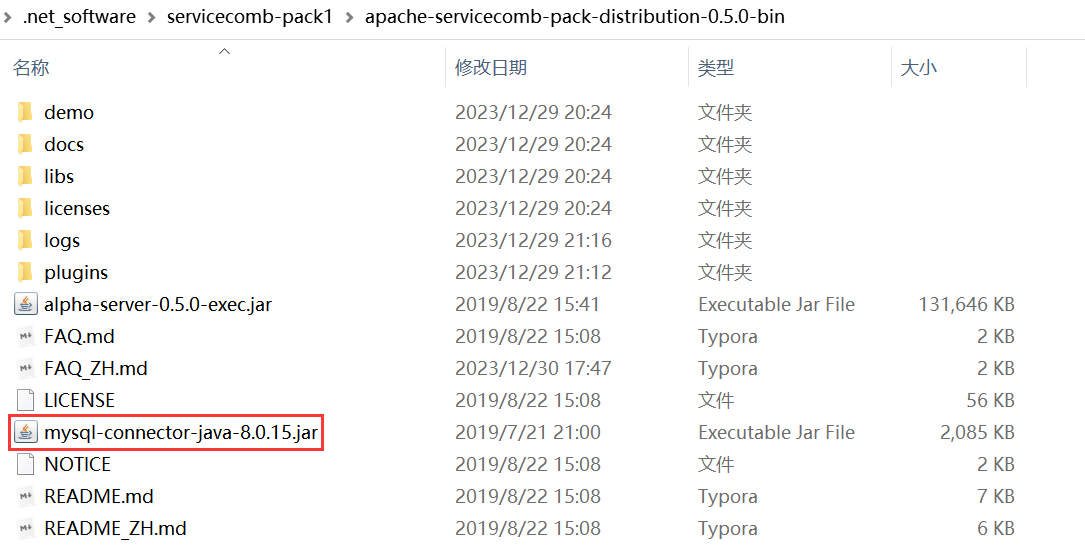 .net_software > servicecomb-pack1 > apache-servicecomb-pack-distribution-0.5.0-bin
名称 修改日期 类型 大小
demo 2023/12/29 20:24 文件夹
docs 2023/12/29 20:24 文件夹
libs 2023/12/29 20:24 文件夹
licenses 2023/12/29 20:24 文件夹
logs 2023/12/29 21:16 文件夹
plugins 2023/12/29 21:12 文件夹
alpha-server-0.5.0-exec.jar 2019/8/22 15:41 Executable Jar File 131,646 KB
FAQ.md 2019/8/22 15:08 Typora 2 KB
FAQ_ZH.md 2023/12/30 17:47 Typora 2 KB
LICENSE 2019/8/22 15:08 文件 56 KB
mysql-connector-java-8.0.15.jar 2019/7/21 21:00 Executable Jar File 2,085 KB
NOTICE 2019/8/22 15:08 文件 2 KB
README.md 2019/8/22 15:08 Typora 7 KB
README_ZH.md 2019/8/22 15:08 Typora 6 KB